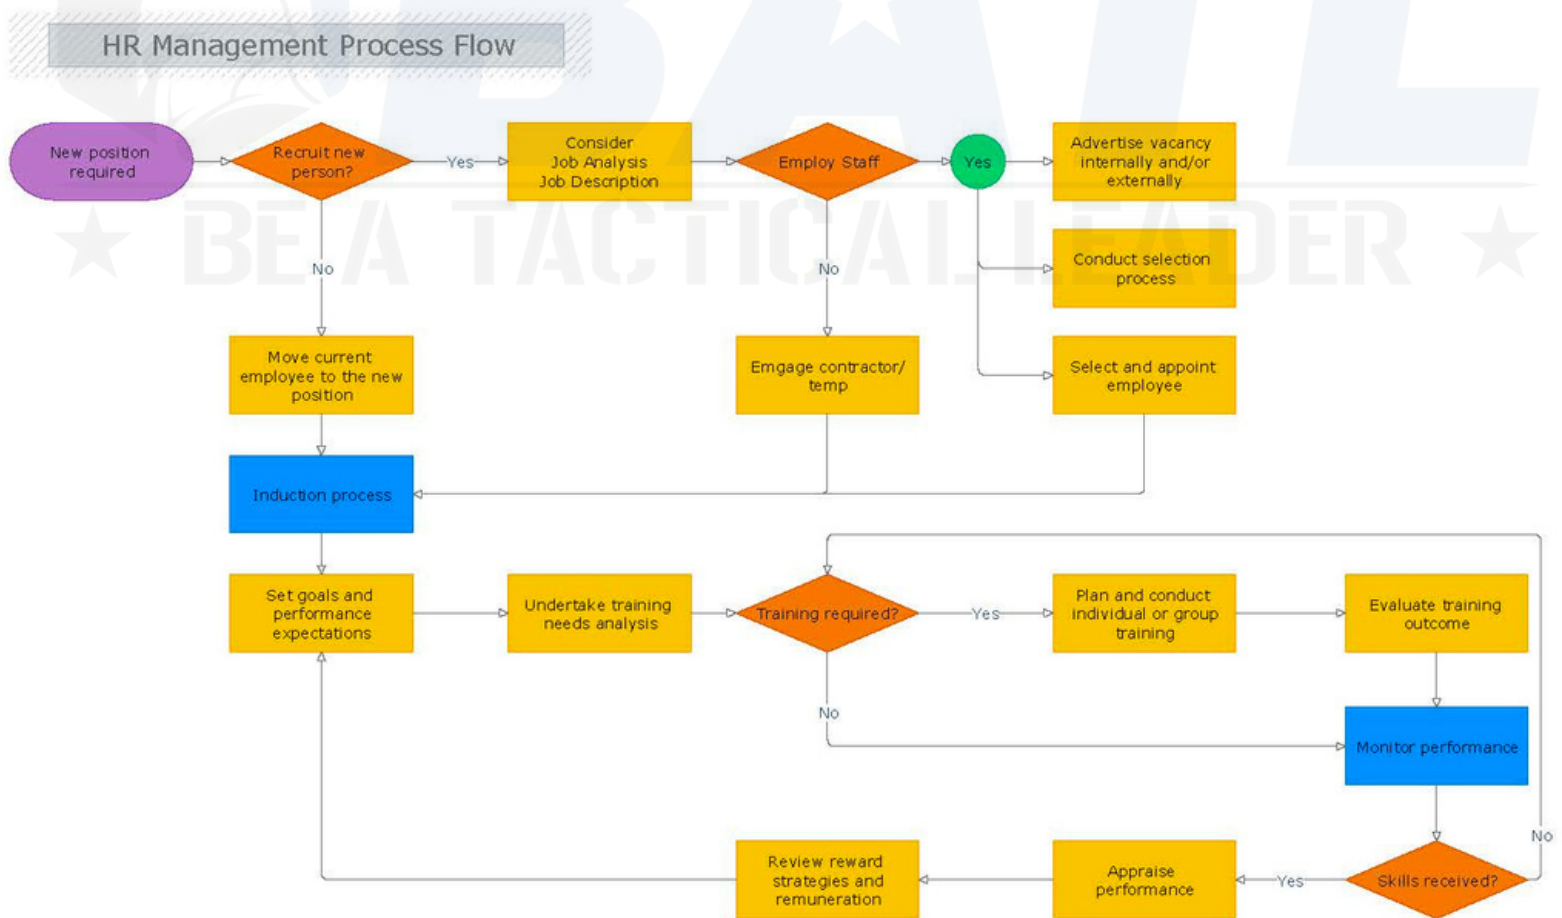 HR Management Process Flow
New position
required
Recruit new
person?
Yes
Consider
Job Analysis
Job Description
Employ Staff
Yes
Advertise vacancy
internally and/or
externally
BE A TACTICAL LEADER
No
No
Conduct selection
process
Move current
employee to the new
position
Emgage contractor/
temp
Select and appoint
employee
Induction process
Set goals and
performance
expectations
Undertake training
needs analysis
Training required?
Yes
Plan and conduct
individual or group
training
Evaluate training
outcome
No
Monitor performance
No
Review reward
strategies and
remuneration
Appraise
performance
Yes
Skills received?